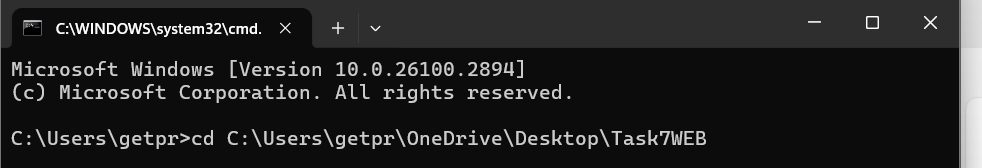 C:\WINDOWS\system32\cmd.
Microsoft Windows [Version 10.0.26100.2894]
(c) Microsoft Corporation. All rights reserved.
C:\Users\getpr>cd C:\Users\getpr\OneDrive\Desktop\Task7WEB